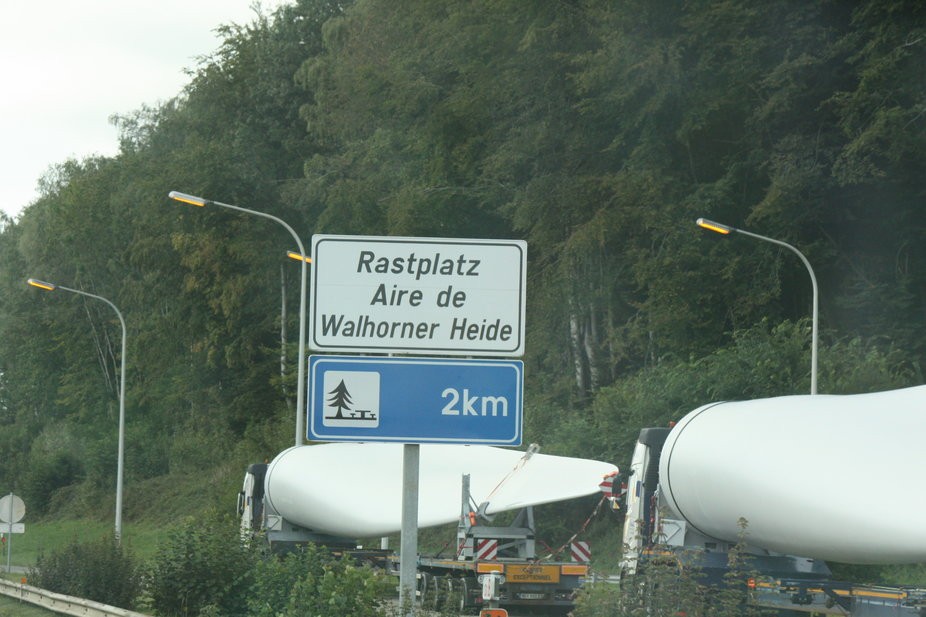 Rastplatz
Aire de
Walhorner Heide
2km